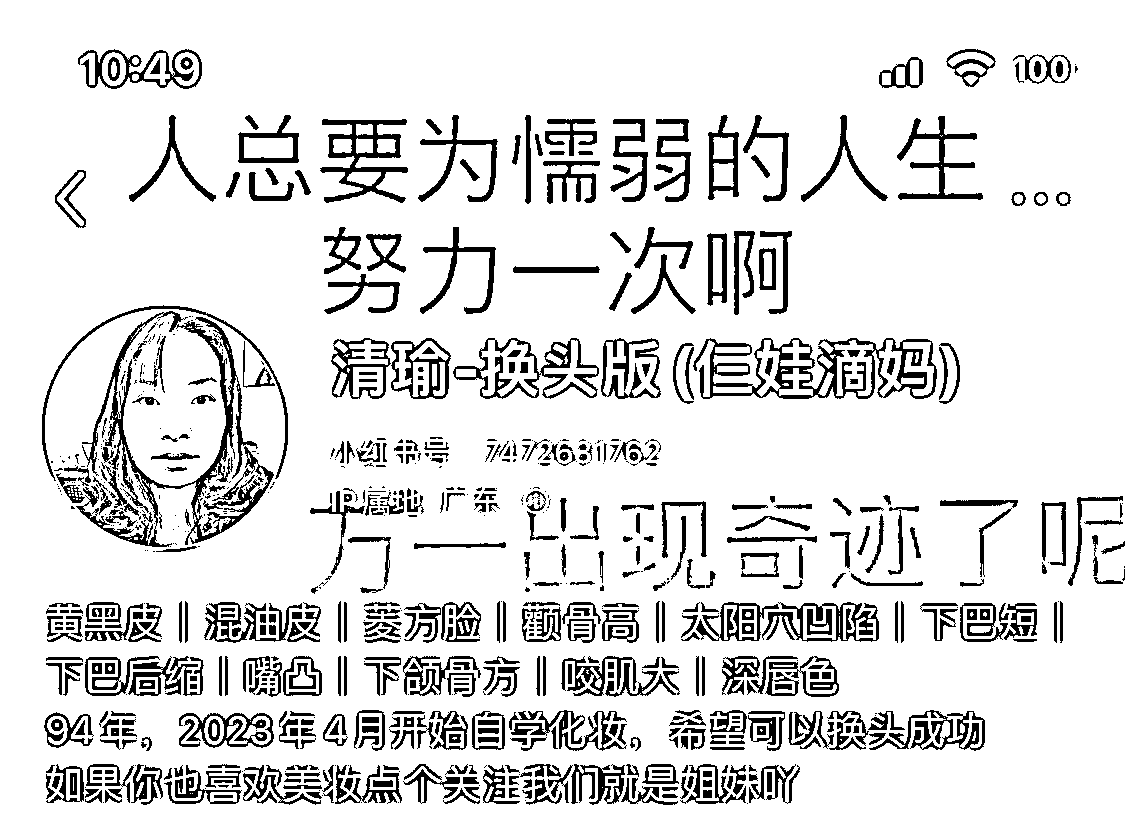 10:49 100
人总要为懦弱的人生
努力一次啊
清瑜-换头版(仨娃滴妈)
小红书号 7472681762
IP属地 广东
万一出现奇迹了呢
黄黑皮｜混油皮｜菱方脸｜颧骨高｜太阳穴凹陷｜下巴短｜
下巴后缩｜嘴凸｜下颌骨方｜咬肌大｜深唇色
94年，2023年4月开始自学化妆，希望可以换头成功
如果你也喜欢美妆点个关注我们就是姐妹吖